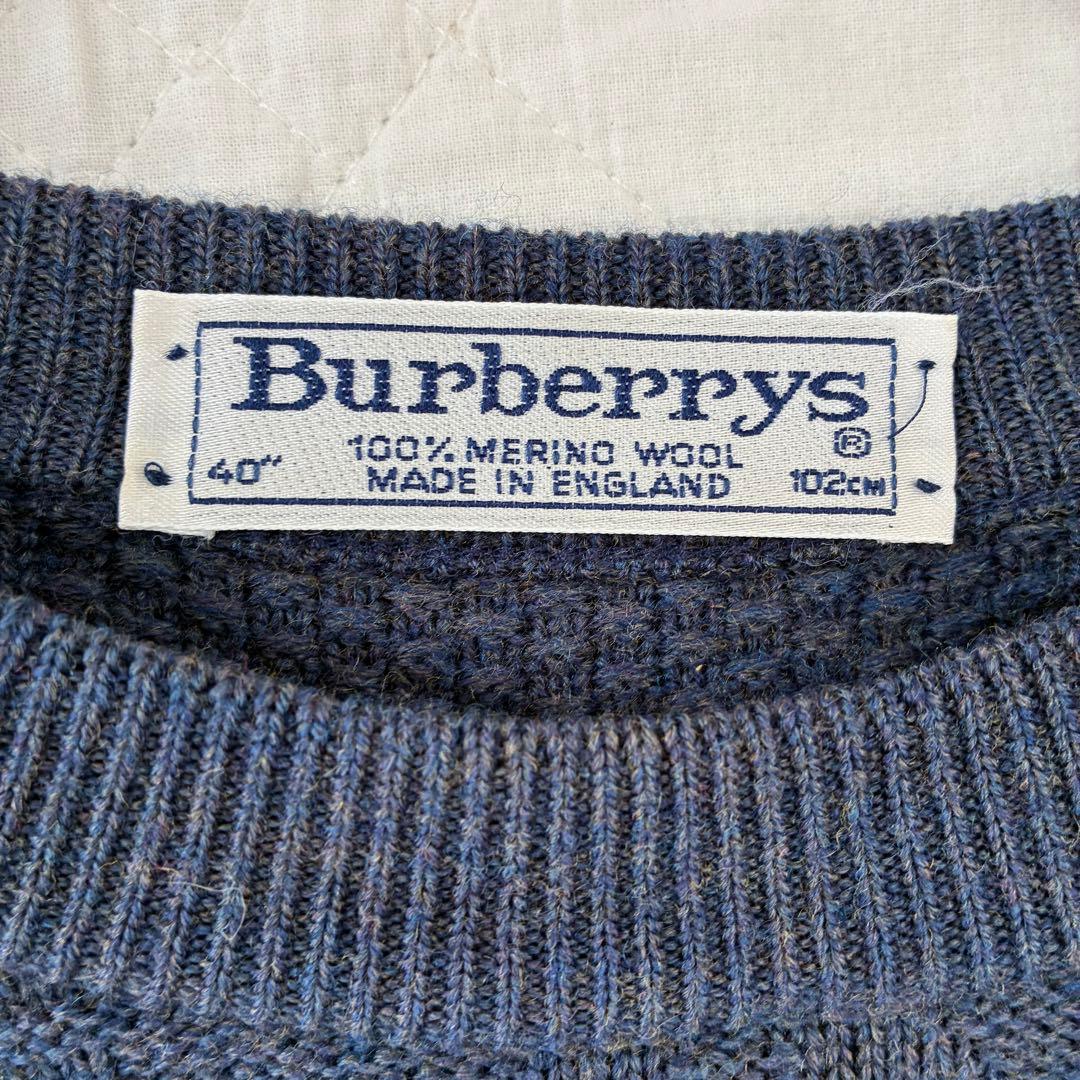 Burberrys
®
100% MERINO WOOL
40" MADE IN ENGLAND 102CM